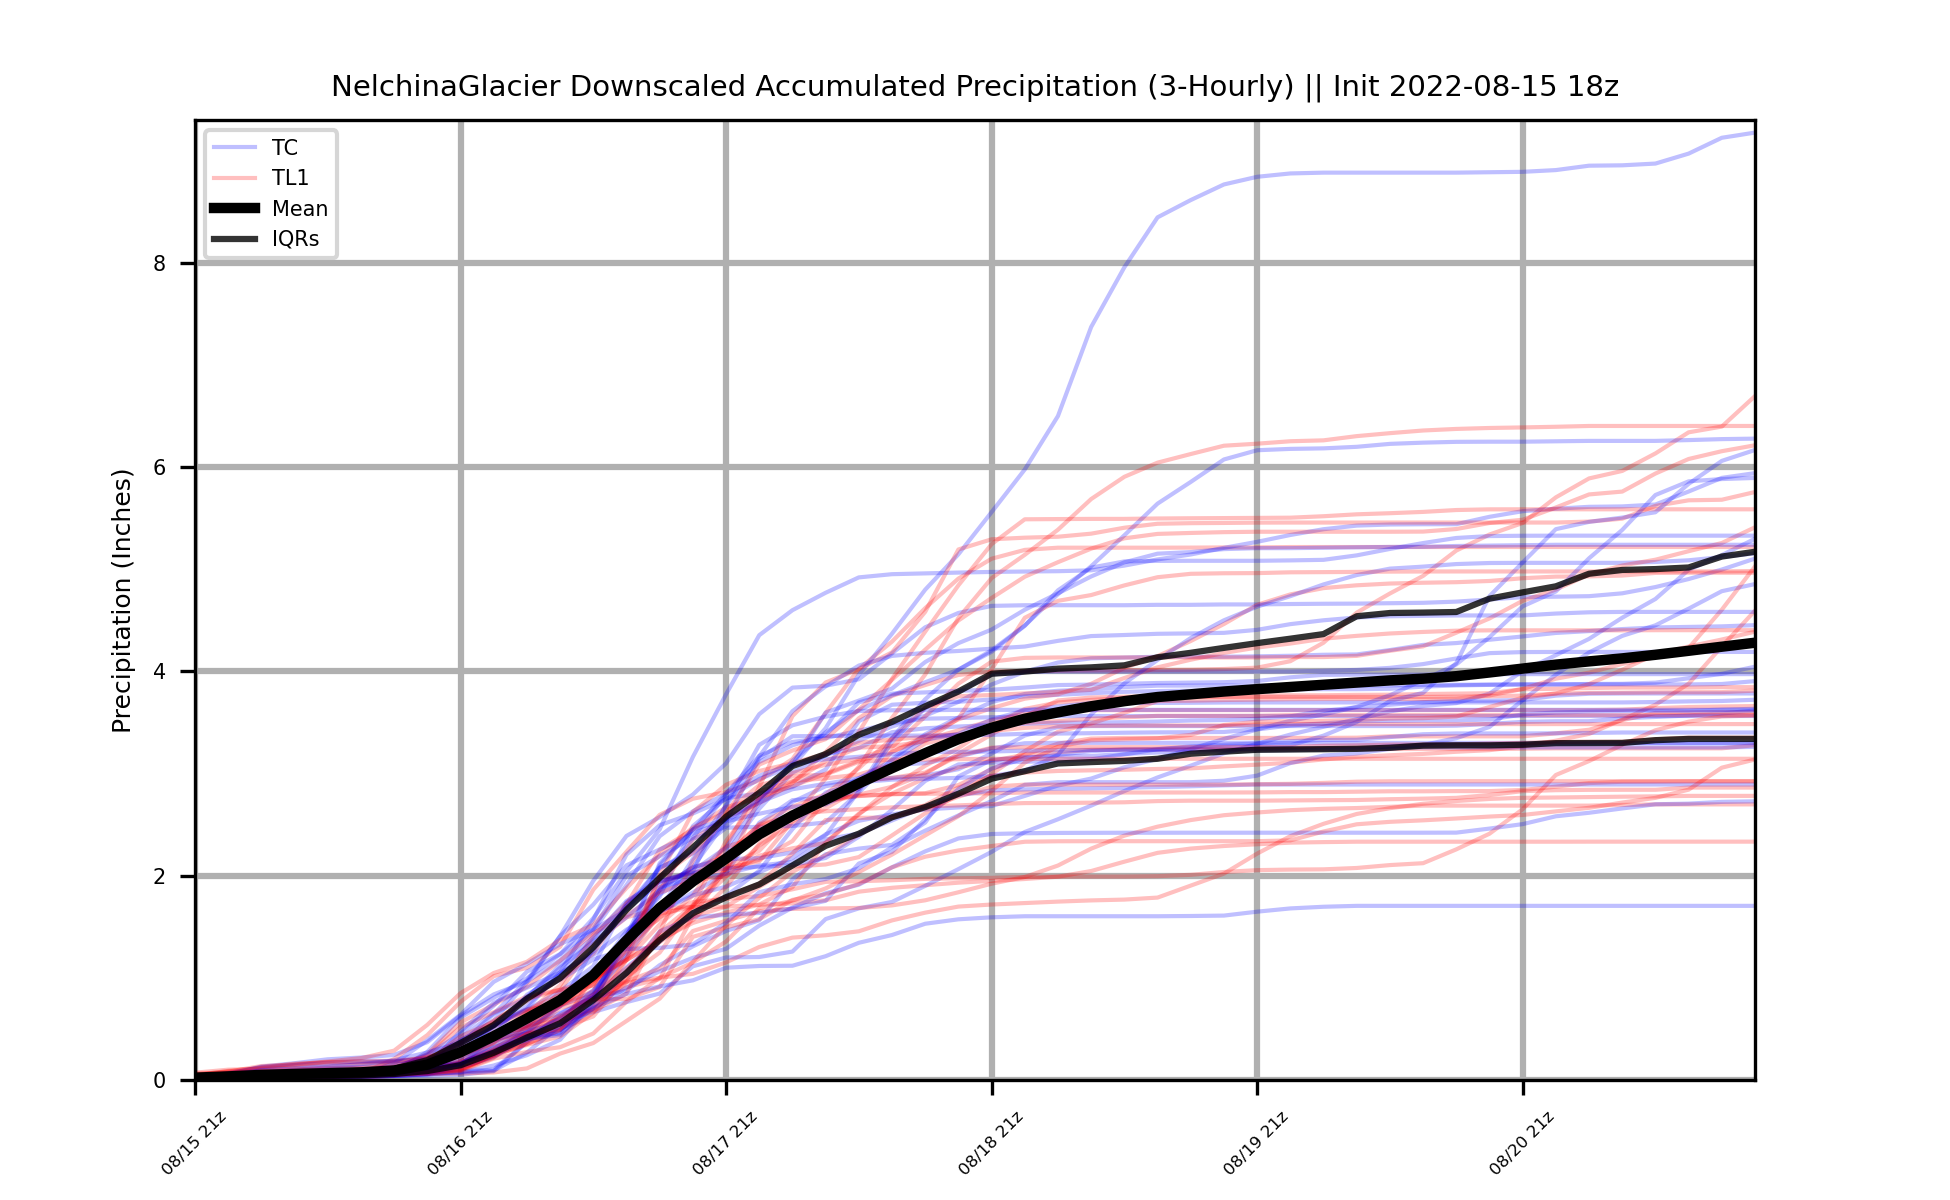 NelchinaGlacier Downscaled Accumulated Precipitation (3-Hourly) || Init 2022-08-15 18z
TC
TL1
Mean
IQRs
Precipitation (Inches)
8
6
4
2
0
08/15 21z
08/16 21z
08/17 21z
08/18 21z
08/19 21z
08/20 21z